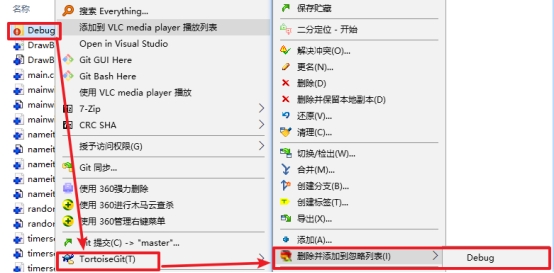 名称
Debug
DrawB
DrawB
main.c
mainw
mainw
mainw
nameit
nameit
nameit
nameit
randor
randor
timerse
timerse
搜索 Everything...
添加到 VLC media player 播放列表
Open in Visual Studio
Git GUI Here
Git Bash Here
使用 VLC media player 播放
7-Zip
CRC SHA
授予访问权限(G)
Git 同步...
使用 360强力删除
使用 360进行木马云查杀
使用 360管理右键菜单
Git 提交(C) -> "master"...
TortoiseGit(T)
保存贮藏
二分定位 - 开始
解决冲突(O)...
更名(N)...
删除(D)
删除并保留本地副本(D)
还原(V)...
清理(C)...
切换/检出(W)...
合并(M)...
创建分支(B)...
创建标签(T)...
导出(X)...
添加(A)...
删除并添加到忽略列表(I)
Debug